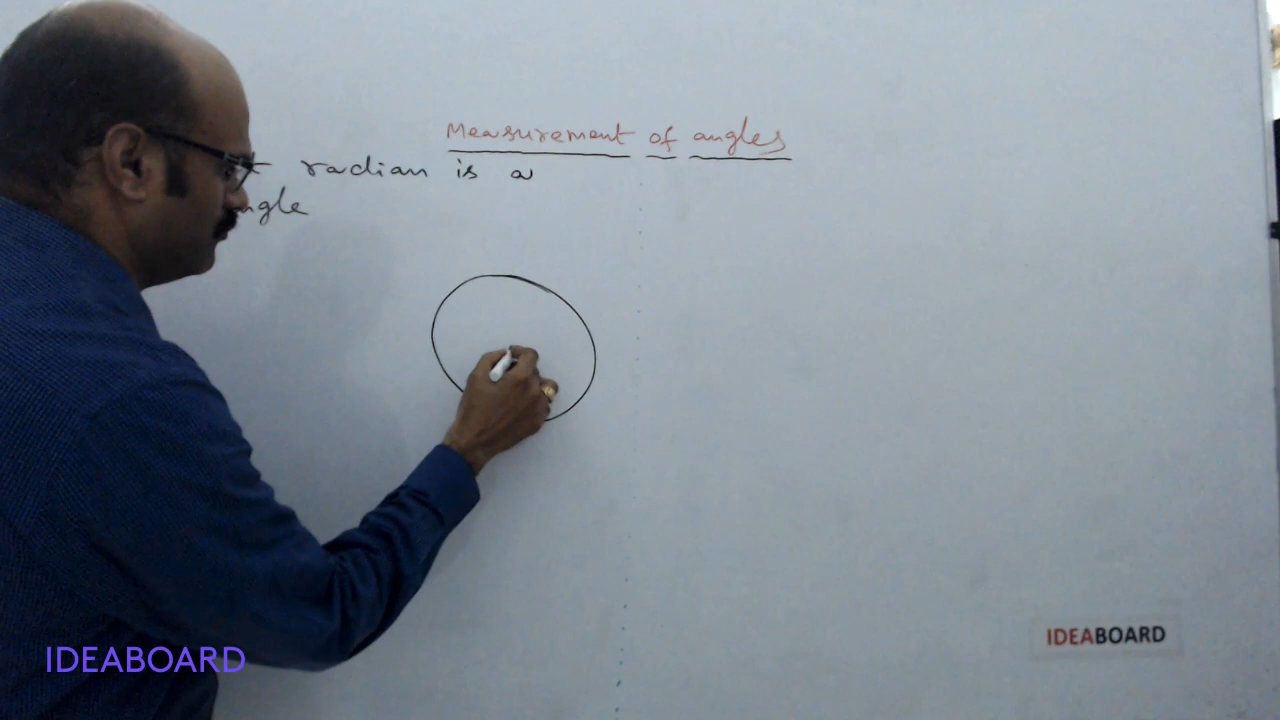 Measurement of angles
radian is a
ngle
IDEABOARD
IDEABOARD